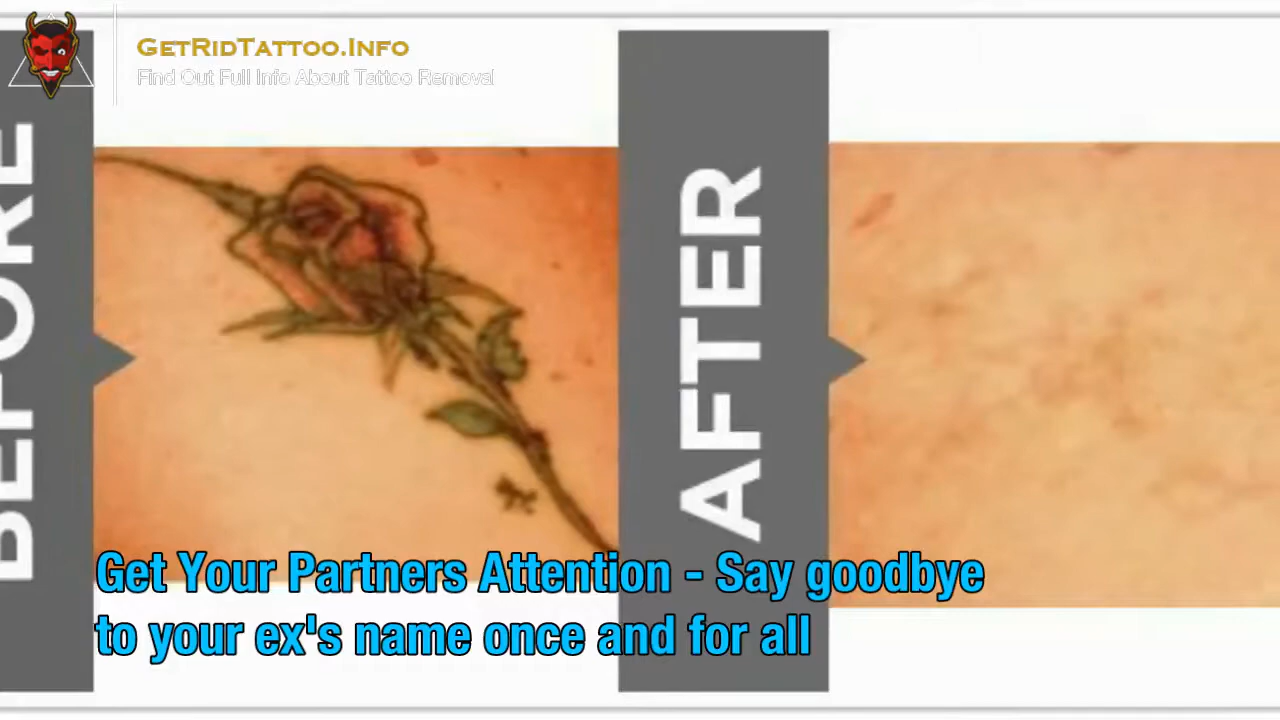 GetRidTattoo.Info
Find Out Full Info About Tattoo Removal
BEFORE
AFTER
Get Your Partners Attention - Say goodbye
to your ex's name once and for all